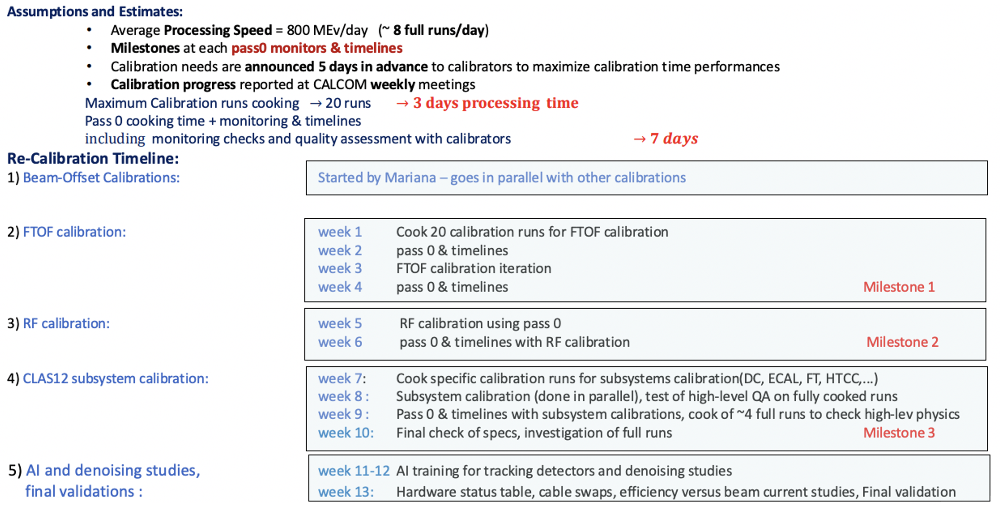 Assumptions and Estimates:
• Average Processing Speed = 800 MEv/day (~ 8 full runs/day)
• Milestones at each pass0 monitors & timelines
• Calibration needs are announced 5 days in advance to calibrators to maximize calibration time performances
• Calibration progress reported at CALCOM weekly meetings
Maximum Calibration runs cooking → 20 runs → 3 days processing time
Pass 0 cooking time + monitoring & timelines
including monitoring checks and quality assessment with calibrators → 7 days
Re-Calibration Timeline:
1) Beam-Offset Calibrations: Started by Mariana – goes in parallel with other calibrations
2) FTOF calibration: week 1 Cook 20 calibration runs for FTOF calibration
week 2 pass 0 & timelines
week 3 FTOF calibration iteration
week 4 pass 0 & timelines Milestone 1
3) RF calibration: week 5 RF calibration using pass 0
week 6 pass 0 & timelines with RF calibration Milestone 2
4) CLAS12 subsystem calibration: week 7: Cook specific calibration runs for subsystems calibration(DC, ECAL, FT, HTCC,...)
week 8 : Subsystem calibration (done in parallel), test of high-level QA on fully cooked runs
week 9 : Pass 0 & timelines with subsystem calibrations, cook of ~4 full runs to check high-lev physics
week 10: Final check of specs, investigation of full runs Milestone 3
5) AI and denoising studies, week 11-12 AI training for tracking detectors and denoising studies
final validations : week 13: Hardware status table, cable swaps, efficiency versus beam current studies, Final validation